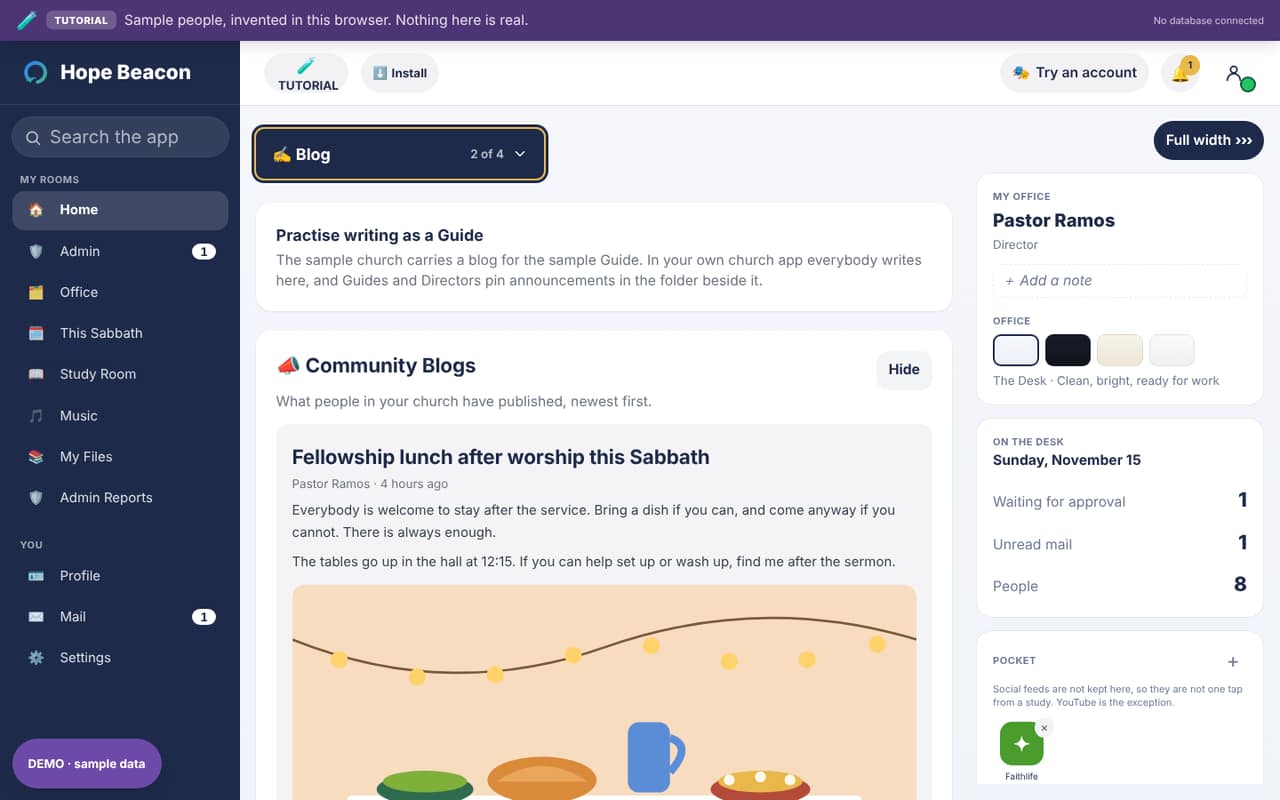 🧪 TUTORIAL Sample people, invented in this browser. Nothing here is real.
No database connected
Hope Beacon
Search the app
MY ROOMS
Home
Admin 1
Office
This Sabbath
Study Room
Music
My Files
Admin Reports
YOU
Profile
Mail 1
Settings
DEMO · sample data
TUTORIAL
Install
Try an account
1
Blog 2 of 4
Full width ›››
Practise writing as a Guide
The sample church carries a blog for the sample Guide. In your own church app everybody writes
here, and Guides and Directors pin announcements in the folder beside it.
Community Blogs
Hide
What people in your church have published, newest first.
Fellowship lunch after worship this Sabbath
Pastor Ramos · 4 hours ago
Everybody is welcome to stay after the service. Bring a dish if you can, and come anyway if you
cannot. There is always enough.
The tables go up in the hall at 12:15. If you can help set up or wash up, find me after the sermon.
MY OFFICE
Pastor Ramos
Director
+ Add a note
OFFICE
The Desk · Clean, bright, ready for work
ON THE DESK
Sunday, November 15
Waiting for approval 1
Unread mail 1
People 8
POCKET +
Social feeds are not kept here, so they are not one tap
from a study. YouTube is the exception.
×
Faithlife